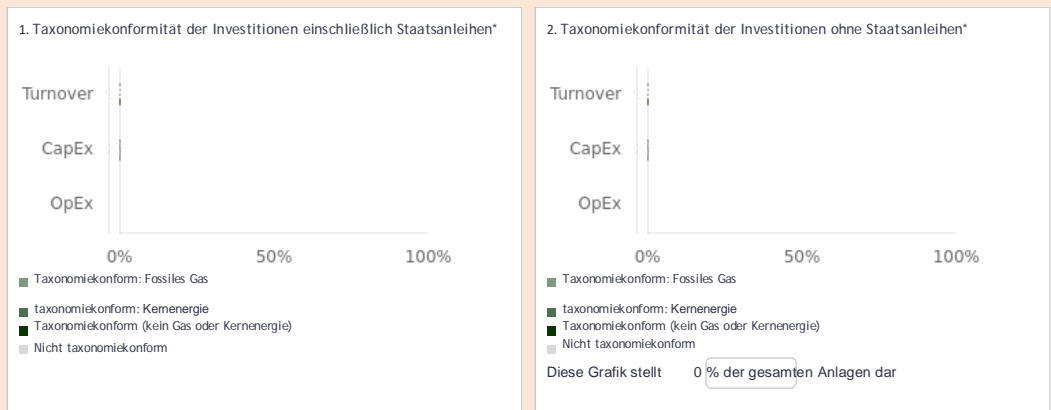 1. Taxonomiekonformität der Investitionen einschließlich Staatsanleihen*
Turnover
CapEx
OpEx
0% 50% 100%
Taxonomiekonform: Fossiles Gas
taxonomiekonform: Kernenergie
Taxonomiekonform (kein Gas oder Kernenergie)
Nicht taxonomiekonform
2. Taxonomiekonformität der Investitionen ohne Staatsanleihen*
Turnover
CapEx
OpEx
0% 50% 100%
Taxonomiekonform: Fossiles Gas
taxonomiekonform: Kernenergie
Taxonomiekonform (kein Gas oder Kernenergie)
Nicht taxonomiekonform
Diese Grafik stellt 0 % der gesamten Anlagen dar